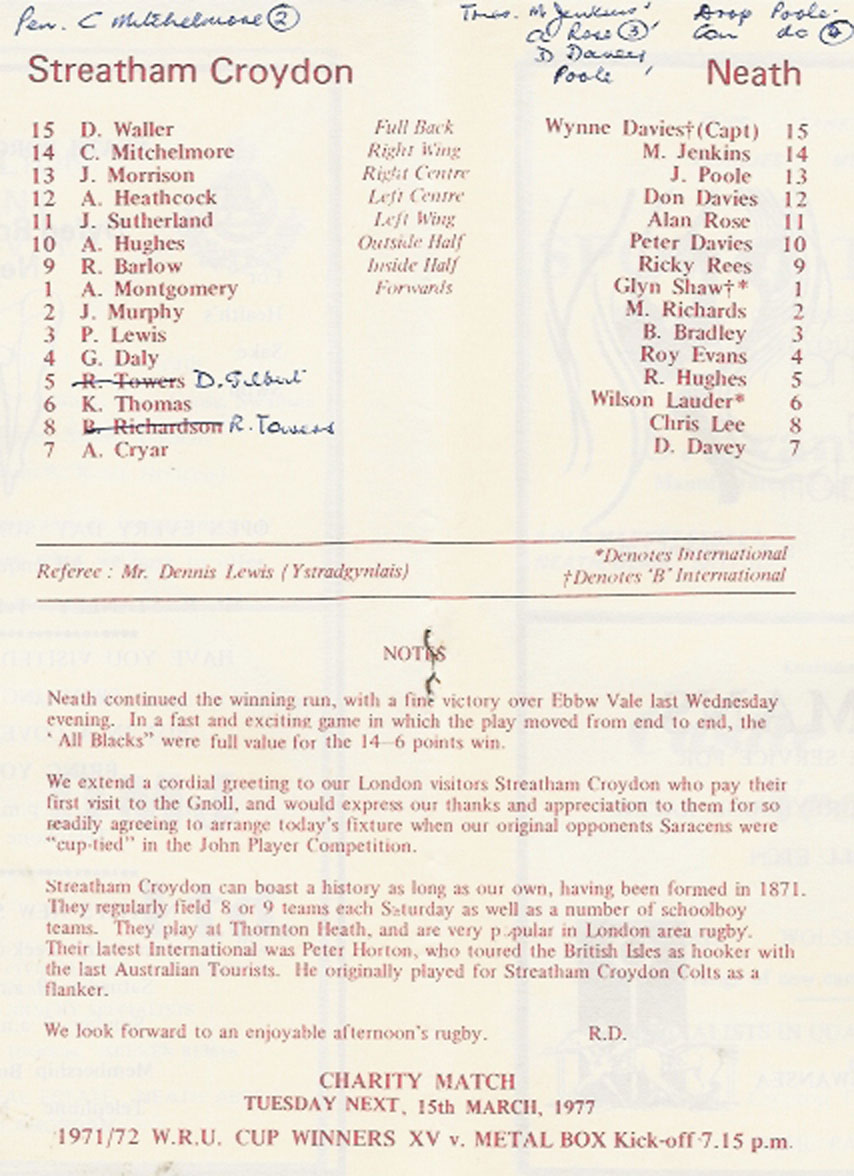 Pen. C Mitchelmore ②
Tries. M Jenkins'
A Rose ③'
D Davies,
Poole '
Drop Poole.
Con do ④
Streatham Croydon Neath
15 D. Waller Full Back Wynne Davies†(Capt) 15
14 C. Mitchelmore Right Wing M. Jenkins 14
13 J. Morrison Right Centre J. Poole 13
12 A. Heathcock Left Centre Don Davies 12
11 J. Sutherland Left Wing Alan Rose 11
10 A. Hughes Outside Half Peter Davies 10
9 R. Barlow Inside Half Ricky Rees 9
1 A. Montgomery Forwards Glyn Shaw†* 1
2 J. Murphy M. Richards 2
3 P. Lewis B. Bradley 3
4 G. Daly Roy Evans 4
5 R. Towers D. Gilbert R. Hughes 5
6 K. Thomas Wilson Lauder* 6
8 B. Richardson R. Towers Chris Lee 8
7 A. Cryar D. Davey 7
Referee : Mr. Dennis Lewis (Ystradgynlais)
*Denotes International
†Denotes 'B' International
NOTES
Neath continued the winning run, with a fine victory over Ebbw Vale last Wednesday
evening. In a fast and exciting game in which the play moved from end to end, the
' All Blacks" were full value for the 14—6 points win.
We extend a cordial greeting to our London visitors Streatham Croydon who pay their
first visit to the Gnoll, and would express our thanks and appreciation to them for so
readily agreeing to arrange today's fixture when our original opponents Saracens were
"cup-tied" in the John Player Competition.
Streatham Croydon can boast a history as long as our own, having been formed in 1871.
They regularly field 8 or 9 teams each Saturday as well as a number of schoolboy
teams. They play at Thornton Heath, and are very popular in London area rugby.
Their latest International was Peter Horton, who toured the British Isles as hooker with
the last Australian Tourists. He originally played for Streatham Croydon Colts as a
flanker.
We look forward to an enjoyable afternoon's rugby. R.D.
CHARITY MATCH
TUESDAY NEXT, 15th MARCH, 1977
1971/72 W.R.U. CUP WINNERS XV v. METAL BOX Kick-off 7.15 p.m.